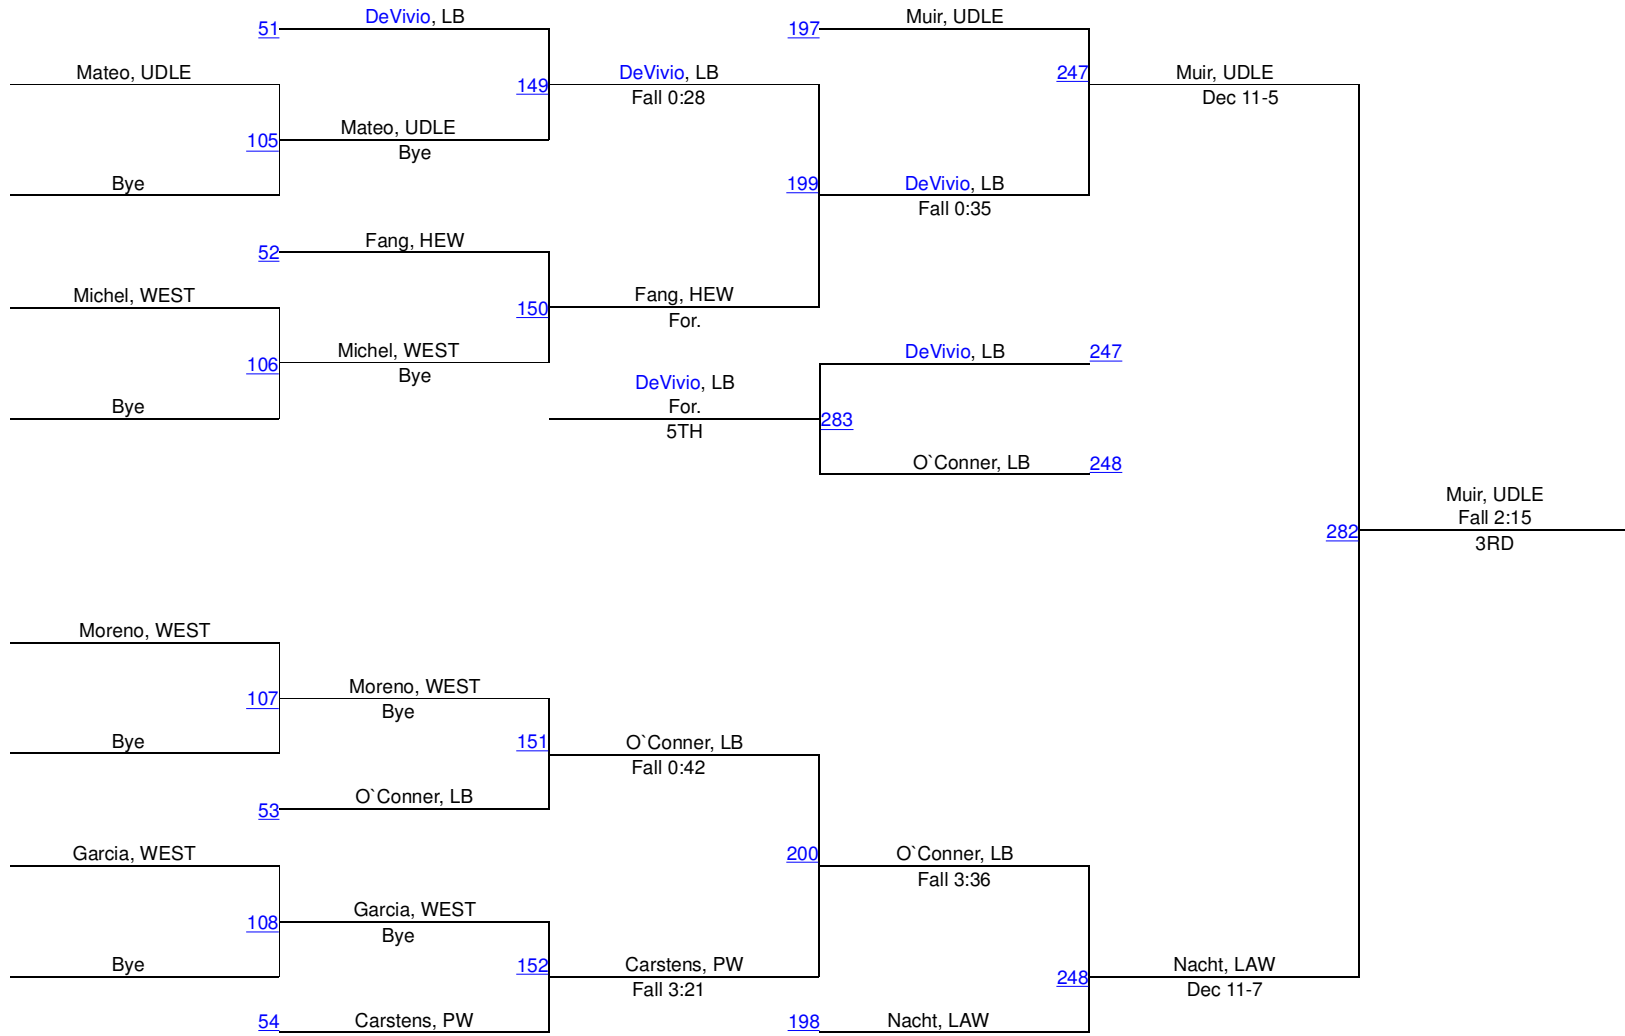 DeVivio, LB
51
Muir, UDLE
197
Mateo, UDLE
149
DeVivio, LB
Fall 0:28
247
Muir, UDLE
Dec 11-5
105
Mateo, UDLE
Bye
Bye
199
DeVivio, LB
Fall 0:35
52
Fang, HEW
Michel, WEST
150
Fang, HEW
For.
106
Michel, WEST
Bye
DeVivio, LB
247
Bye
DeVivio, LB
For.
5TH
283
O`Conner, LB
248
Muir, UDLE
Fall 2:15
3RD
282
Moreno, WEST
107
Moreno, WEST
Bye
Bye
151
O`Conner, LB
Fall 0:42
53
O`Conner, LB
Garcia, WEST
200
O`Conner, LB
Fall 3:36
108
Garcia, WEST
Bye
Bye
152
Carstens, PW
Fall 3:21
248
Nacht, LAW
Dec 11-7
54
Carstens, PW
198
Nacht, LAW